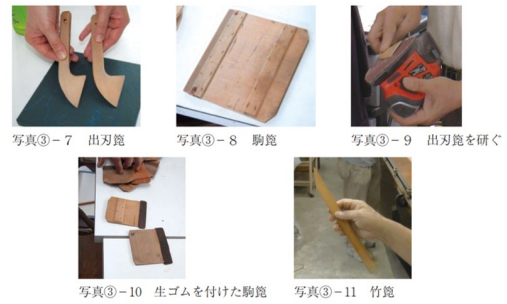 写真③－７　出刃箆
写真③－８　駒箆
写真③－９　出刃箆を研ぐ
写真③－10　生ゴムを付けた駒箆
写真③－11　竹箆